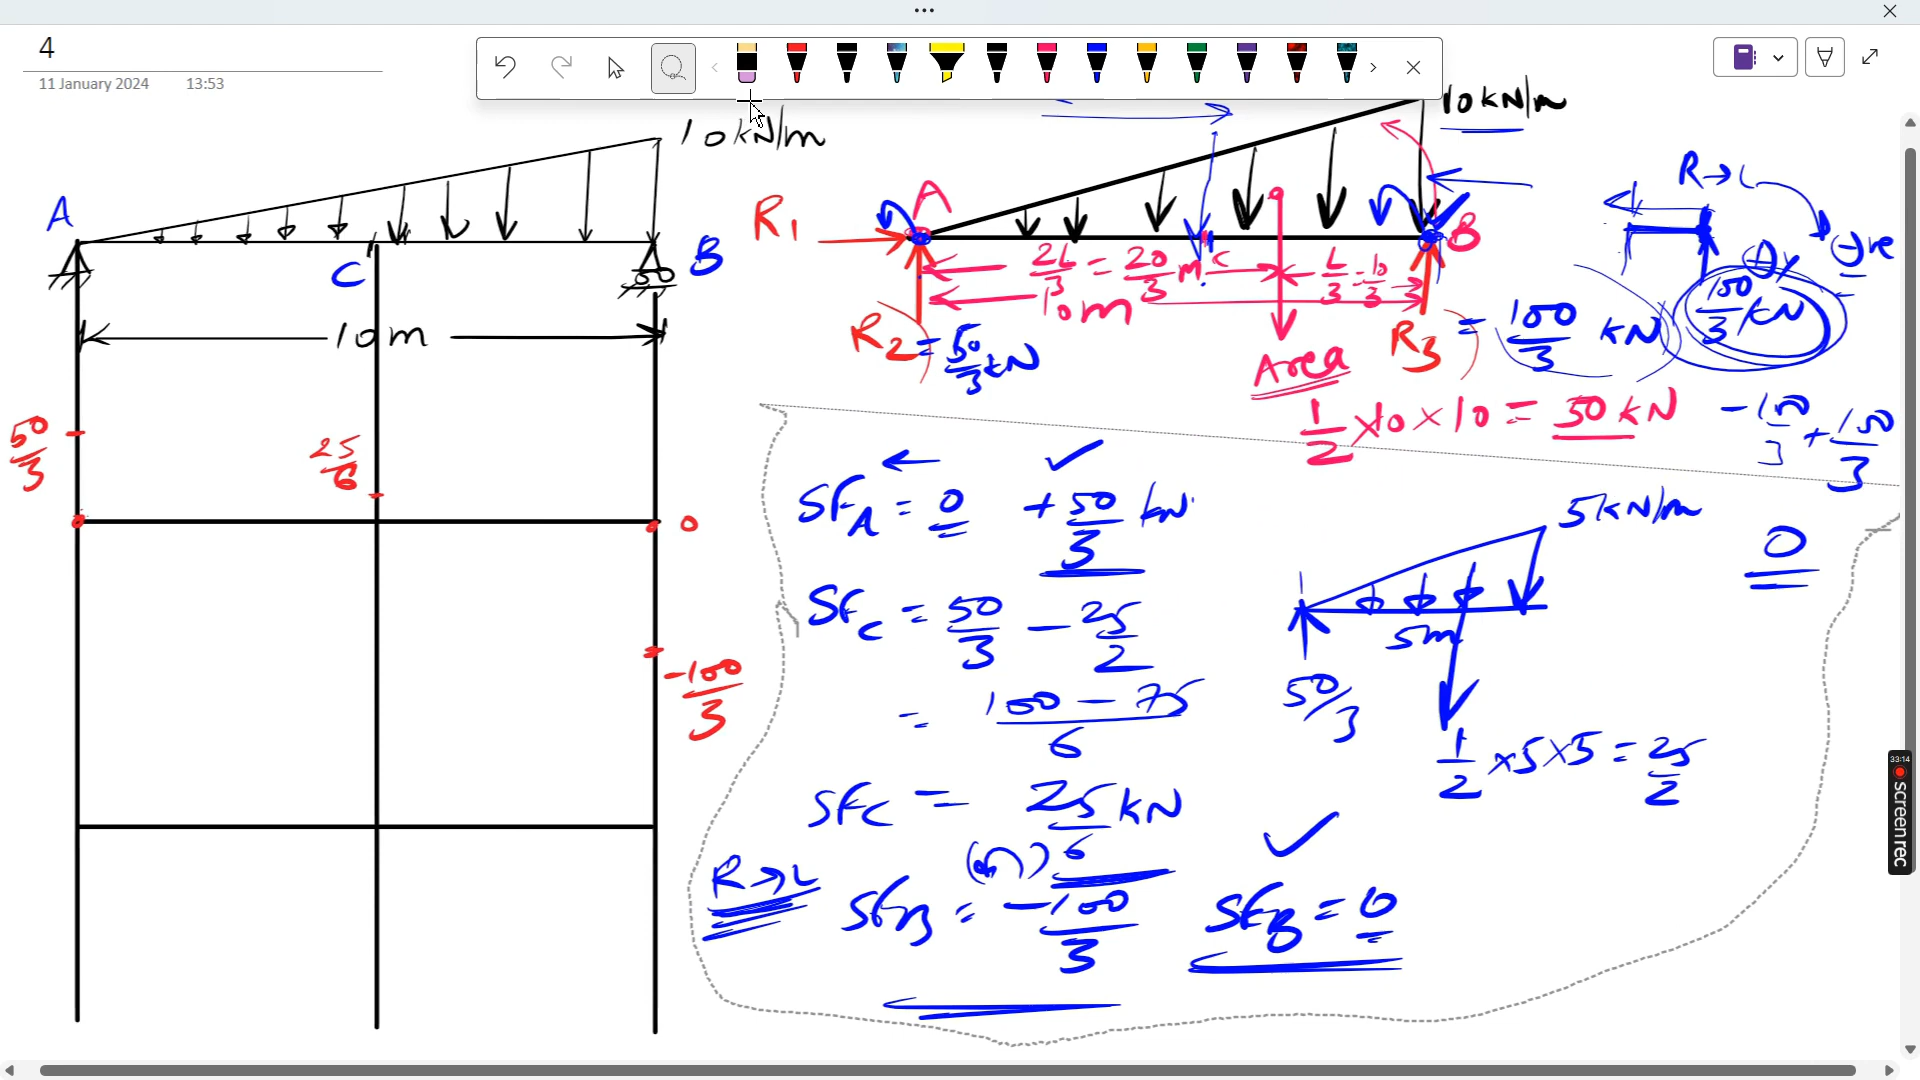 4
11 January 2024 13:53
10kN/m
A
C
B
10m
50/3
25/6
0
-100/3
10kN/m
R1
A
B
C
2L/3 = 20/3 m
L/3 = 10/3
10m
R2 = 50/3 kN
R3 = 100/3 kN
Area
1/2 × 10 × 10 = 50 kN
R→L
100/3 kN
-100/3 + 100/3
0
SFA = 0 + 50/3 kN
SFC = 50/3 - 25/2
= 100 - 75 / 6
SFC = 25/6 kN
R→L
SFB = -100/3
SFB = 0
5kN/m
5m
50/3
1/2 ×5×5 = 25/2
33:14
screenrec